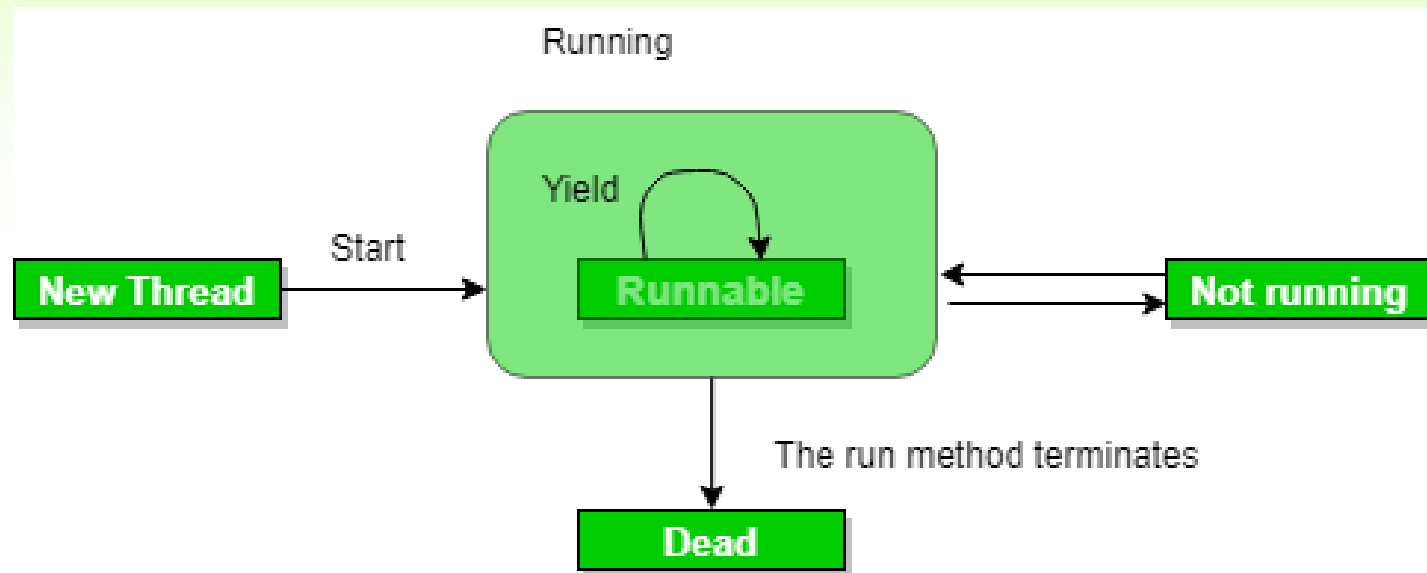 Running
Yield
Start
New Thread
Runnable
Not running
The run method terminates
Dead